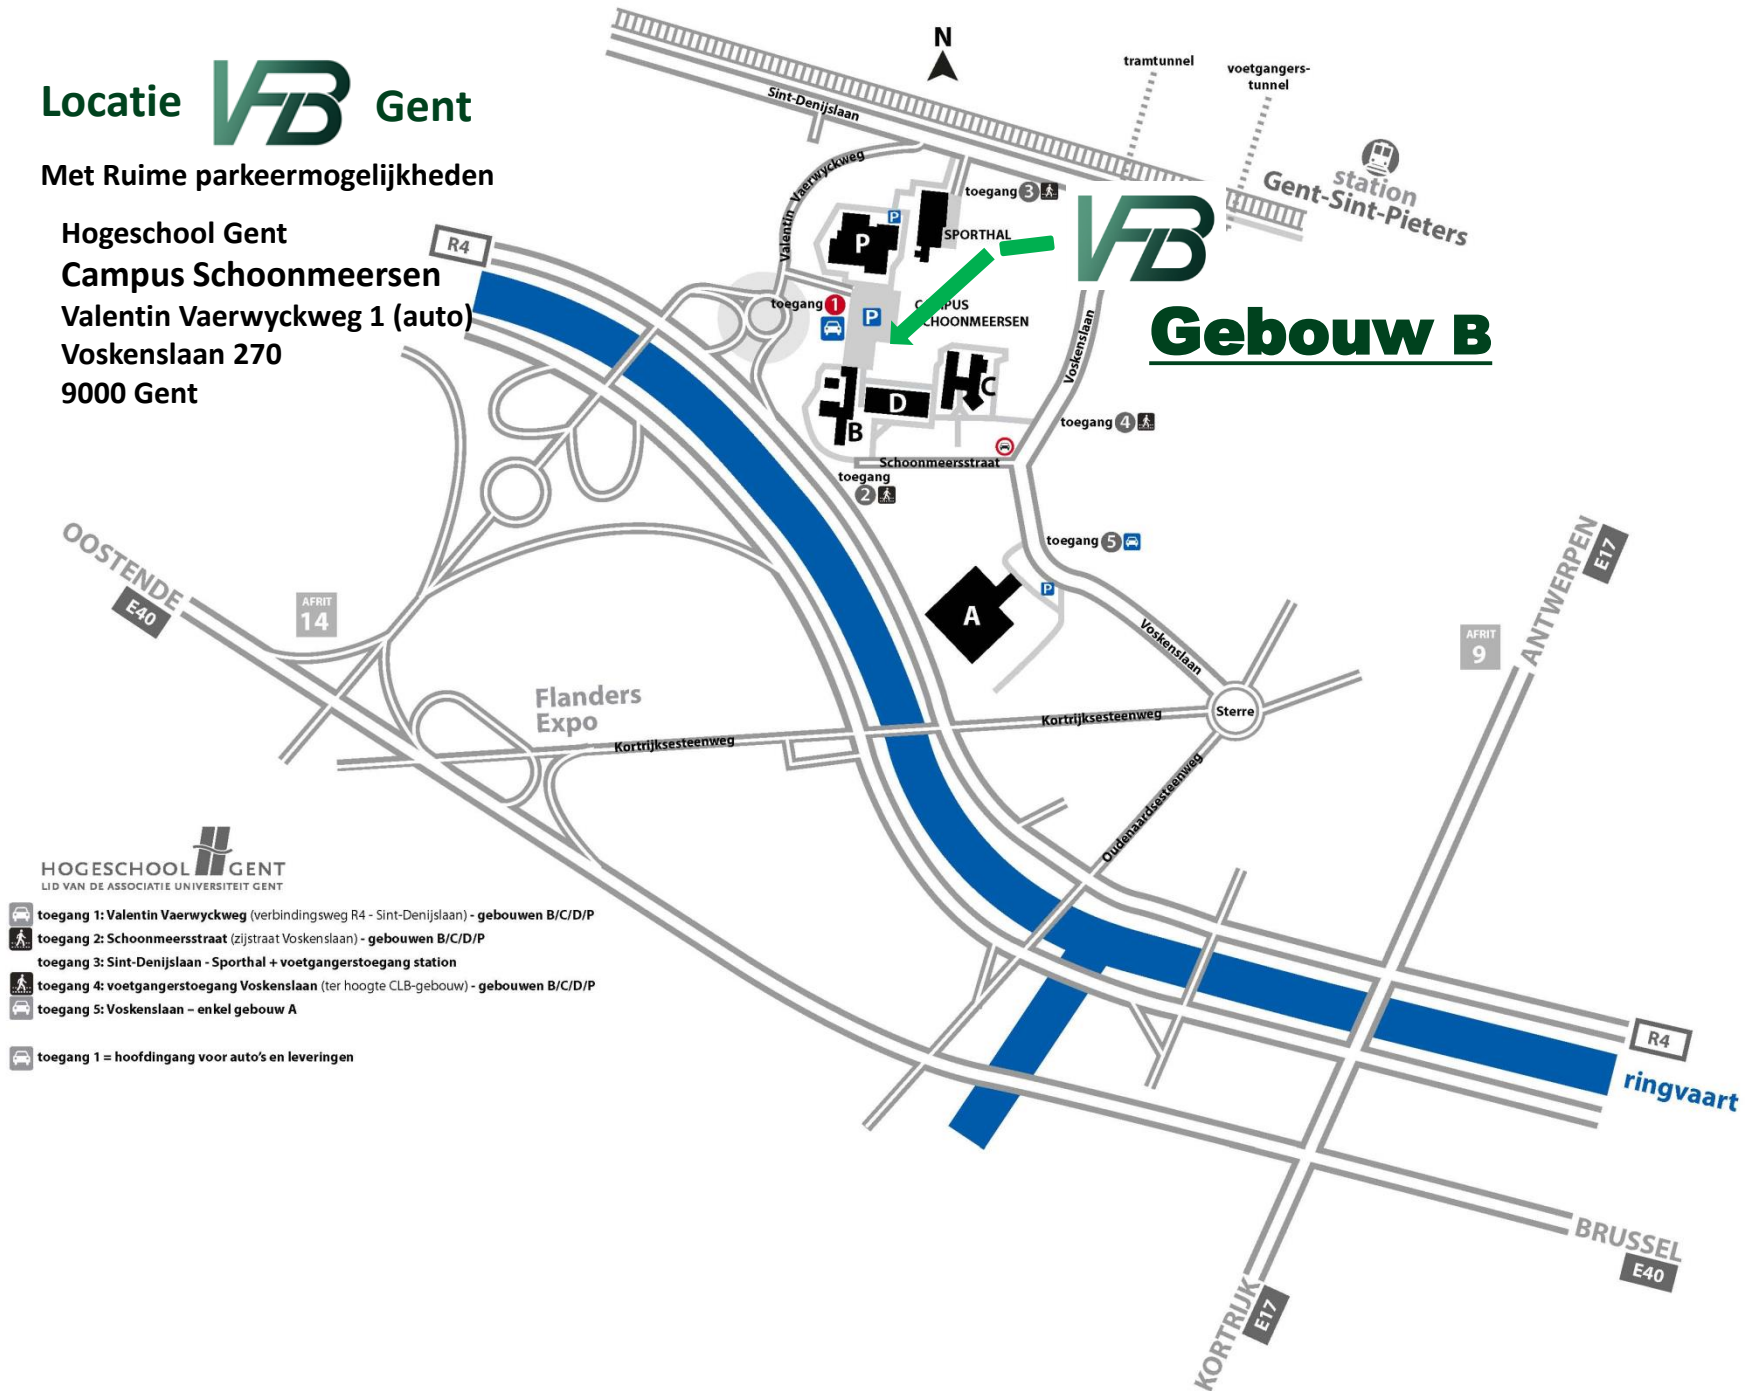 Locatie VFB Gent
Met Ruime parkeermogelijkheden
Hogeschool Gent
Campus Schoonmeersen
Valentin Vaerwyckweg 1 (auto)
Voskenslaan 270
9000 Gent
N
tramtunnel
voetgangers-
tunnel
Sint-Denijslaan
station
Gent-Sint-Pieters
Valentin Vaerwyckweg
toegang 3
P
P
SPORTHAL
VFB
R4
toegang 1
P
SCHOONMEERSEN
Gebouw B
Voskenslaan
C
D
B
toegang 4
Schoonmeersstraat
toegang
2
toegang 5
OOSTENDE
E40
AFRIT
14
A
P
Voskenslaan
ANTWERPEN
E17
AFRIT
9
Flanders
Expo
Kortrijksesteenweg
Kortrijksesteenweg
Sterre
Oudenaardsesteenweg
HOGESCHOOL GENT
LID VAN DE ASSOCIATIE UNIVERSITEIT GENT
toegang 1: Valentin Vaerwyckweg (verbindingsweg R4 - Sint-Denijslaan) - gebouwen B/C/D/P
toegang 2: Schoonmeersstraat (zijstraat Voskenslaan) - gebouwen B/C/D/P
toegang 3: Sint-Denijslaan - Sporthal + voetgangerstoegang station
toegang 4: voetgangerstoegang Voskenslaan (ter hoogte CLB-gebouw) - gebouwen B/C/D/P
toegang 5: Voskenslaan – enkel gebouw A
toegang 1 = hoofdingang voor auto's en leveringen
R4
ringvaart
BRUSSEL
E40
KORTRIJK
E17